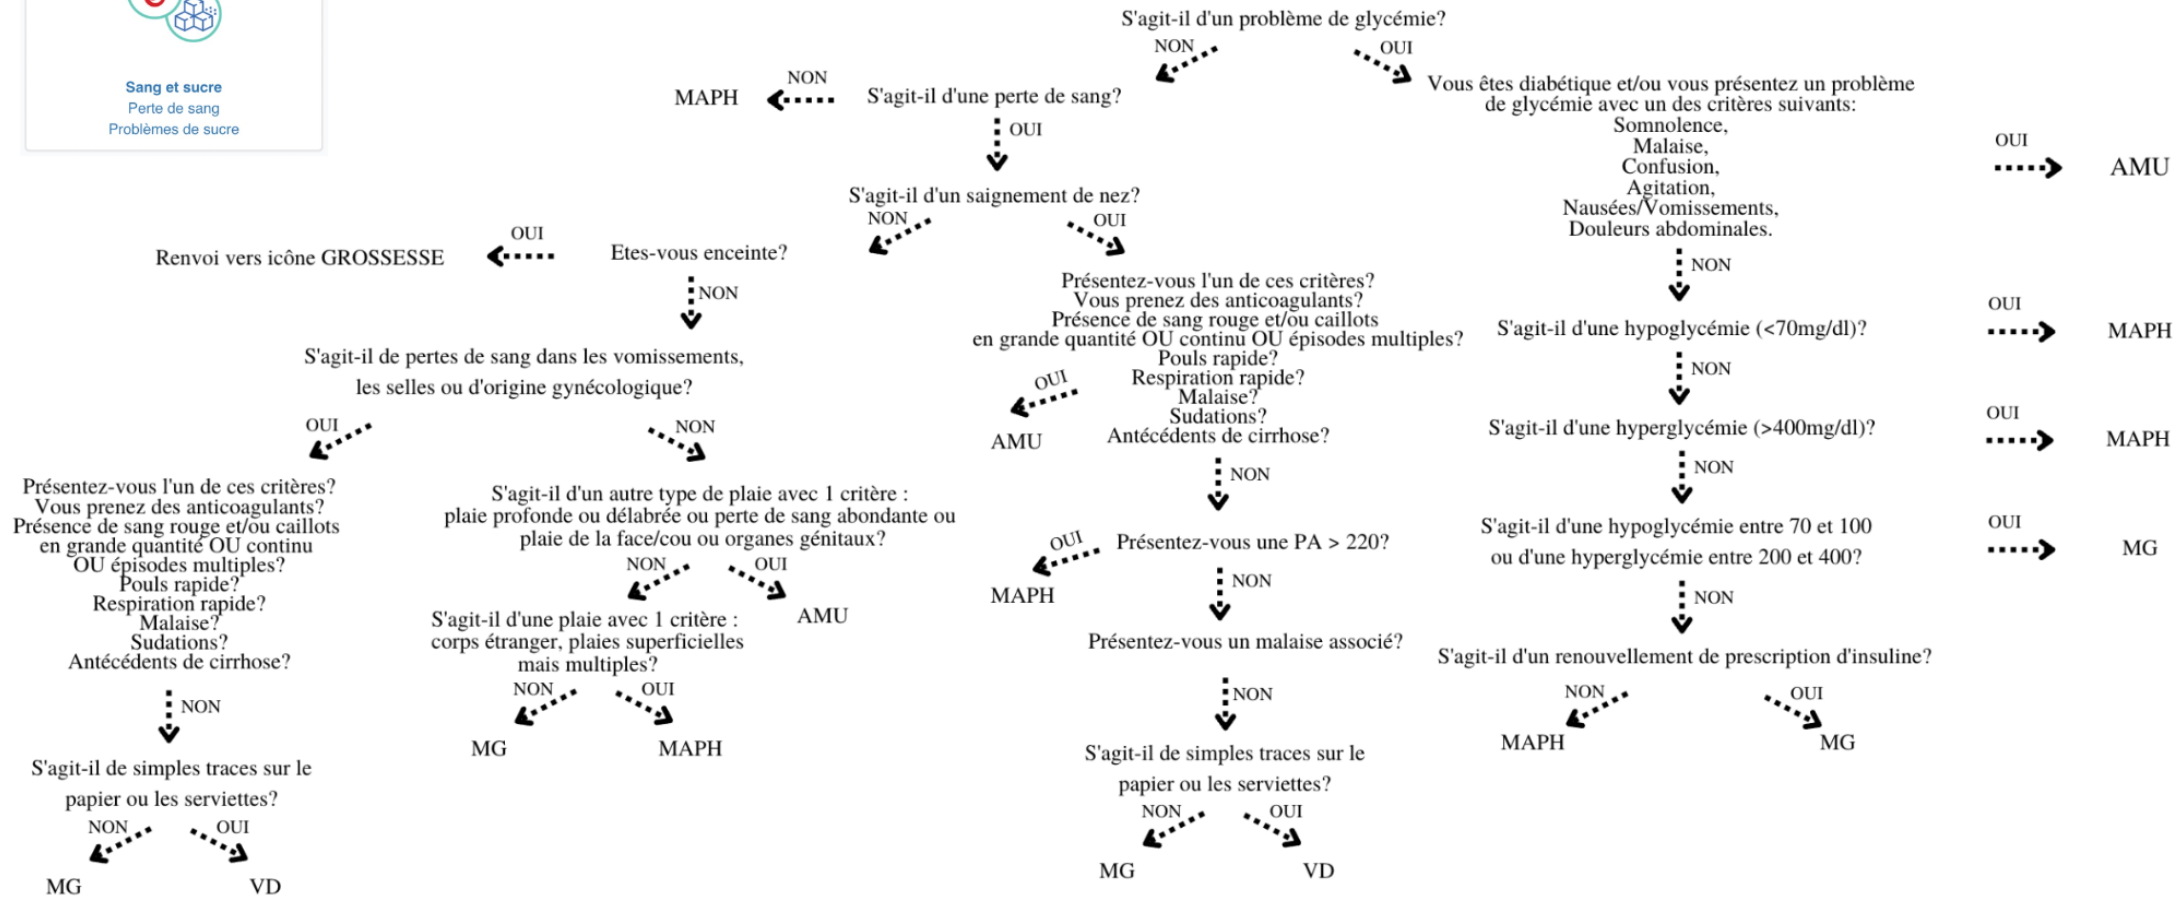 Sang et sucre
Perte de sang
Problèmes de sucre
S'agit-il d'un problème de glycémie?
NON
OUI
MAPH
NON
S'agit-il d'une perte de sang?
OUI
Vous êtes diabétique et/ou vous présentez un problème
de glycémie avec un des critères suivants:
Somnolence,
Malaise,
Confusion,
Agitation,
Nausées/Vomissements,
Douleurs abdominales.
OUI
AMU
NON
S'agit-il d'une hypoglycémie (<70mg/dl)?
OUI
MAPH
NON
S'agit-il d'une hyperglycémie (>400mg/dl)?
OUI
MAPH
NON
S'agit-il d'une hypoglycémie entre 70 et 100
ou d'une hyperglycémie entre 200 et 400?
OUI
MG
NON
S'agit-il d'un renouvellement de prescription d'insuline?
NON
OUI
MAPH
MG
S'agit-il d'un saignement de nez?
NON
OUI
Renvoi vers icône GROSSESSE
OUI
Etes-vous enceinte?
NON
Présentez-vous l'un de ces critères?
Vous prenez des anticoagulants?
Présence de sang rouge et/ou caillots
en grande quantité OU continu OU épisodes multiples?
Pouls rapide?
Respiration rapide?
Malaise?
Sudations?
Antécédents de cirrhose?
OUI
AMU
NON
Présentez-vous une PA > 220?
OUI
MAPH
NON
Présentez-vous un malaise associé?
NON
S'agit-il de simples traces sur le
papier ou les serviettes?
NON
OUI
MG
VD
S'agit-il de pertes de sang dans les vomissements,
les selles ou d'origine gynécologique?
OUI
NON
Présentez-vous l'un de ces critères?
Vous prenez des anticoagulants?
Présence de sang rouge et/ou caillots
en grande quantité OU continu
OU épisodes multiples?
Pouls rapide?
Respiration rapide?
Malaise?
Sudations?
Antécédents de cirrhose?
NON
S'agit-il de simples traces sur le
papier ou les serviettes?
NON
OUI
MG
VD
S'agit-il d'un autre type de plaie avec 1 critère :
plaie profonde ou délabrée ou perte de sang abondante ou
plaie de la face/cou ou organes génitaux?
NON
OUI
AMU
S'agit-il d'une plaie avec 1 critère :
corps étranger, plaies superficielles
mais multiples?
NON
OUI
MG
MAPH